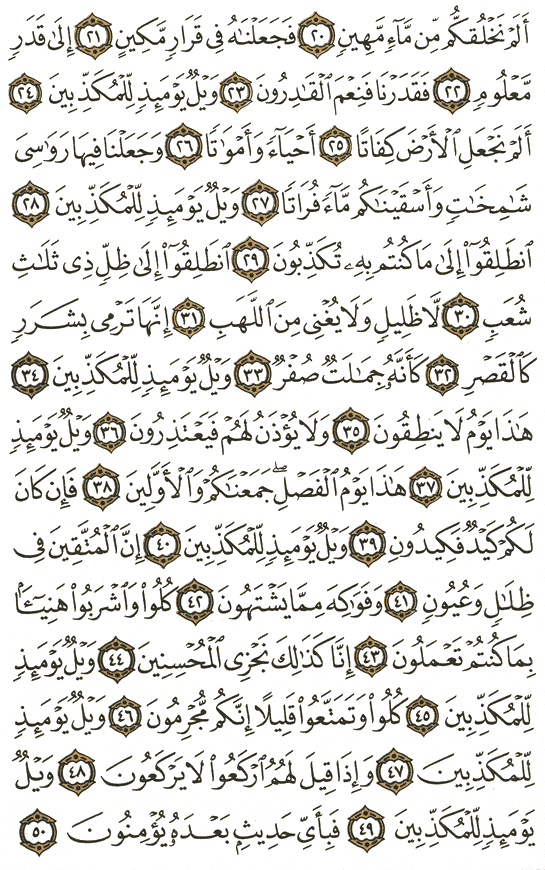 أَلَمْ نَخْلُقكُّم مِّن مَّآءٍ مَّهِينٍ ٢٠ فَجَعَلْنَٰهُ فِى قَرَارٍ مَّكِينٍ ٢١ إِلَىٰ قَدَرٍ
مَّعْلُومٍ ٢٢ فَقَدَرْنَا فَنِعْمَ ٱلْقَٰدِرُونَ ٢٣ وَيْلٌ يَوْمَئِذٍ لِّلْمُكَذِّبِينَ ٢٤
أَلَمْ نَجْعَلِ ٱلْأَرْضَ كِفَاتًا ٢٥ أَحْيَآءً وَأَمْوَٰتًا ٢٦ وَجَعَلْنَا فِيهَا رَوَٰسِىَ
شَٰمِخَٰتٍ وَأَسْقَيْنَٰكُم مَّآءً فُرَاتًا ٢٧ وَيْلٌ يَوْمَئِذٍ لِّلْمُكَذِّبِينَ ٢٨
ٱنطَلِقُوٓا۟ إِلَىٰ مَا كُنتُم بِهِۦ تُكَذِّبُونَ ٢٩ ٱنطَلِقُوٓا۟ إِلَىٰ ظِلٍّ ذِى ثَلَٰثِ
شُعَبٍ ٣٠ لَّا ظَلِيلٍ وَلَا يُغْنِى مِنَ ٱللَّهَبِ ٣١ إِنَّهَا تَرْمِى بِشَرَرٍ
كَٱلْقَصْرِ ٣٢ كَأَنَّهُۥ جِمَٰلَتٌ صُفْرٌ ٣٣ وَيْلٌ يَوْمَئِذٍ لِّلْمُكَذِّبِينَ ٣٤
هَٰذَا يَوْمُ لَا يَنطِقُونَ ٣٥ وَلَا يُؤْذَنُ لَهُمْ فَيَعْتَذِرُونَ ٣٦ وَيْلٌ يَوْمَئِذٍ
لِّلْمُكَذِّبِينَ ٣٧ هَٰذَا يَوْمُ ٱلْفَصْلِ ۖ جَمَعْنَٰكُمْ وَٱلْأَوَّلِينَ ٣٨ فَإِن كَانَ
لَكُمْ كَيْدٌ فَكِيدُونِ ٣٩ وَيْلٌ يَوْمَئِذٍ لِّلْمُكَذِّبِينَ ٤٠ إِنَّ ٱلْمُتَّقِينَ فِى
ظِلَٰلٍ وَعُيُونٍ ٤١ وَفَوَٰكِهَ مِمَّا يَشْتَهُونَ ٤٢ كُلُوا۟ وَٱشْرَبُوا۟ هَنِيٓـًٔۢا
بِمَا كُنتُمْ تَعْمَلُونَ ٤٣ إِنَّا كَذَٰلِكَ نَجْزِى ٱلْمُحْسِنِينَ ٤٤ وَيْلٌ يَوْمَئِذٍ
لِّلْمُكَذِّبِينَ ٤٥ كُلُوا۟ وَتَمَتَّعُوا۟ قَلِيلًا إِنَّكُم مُّجْرِمُونَ ٤٦ وَيْلٌ يَوْمَئِذٍ
لِّلْمُكَذِّبِينَ ٤٧ وَإِذَا قِيلَ لَهُمُ ٱرْكَعُوا۟ لَا يَرْكَعُونَ ٤٨ وَيْلٌ
يَوْمَئِذٍ لِّلْمُكَذِّبِينَ ٤٩ فَبِأَىِّ حَدِيثٍۭ بَعْدَهُۥ يُؤْمِنُونَ ٥٠